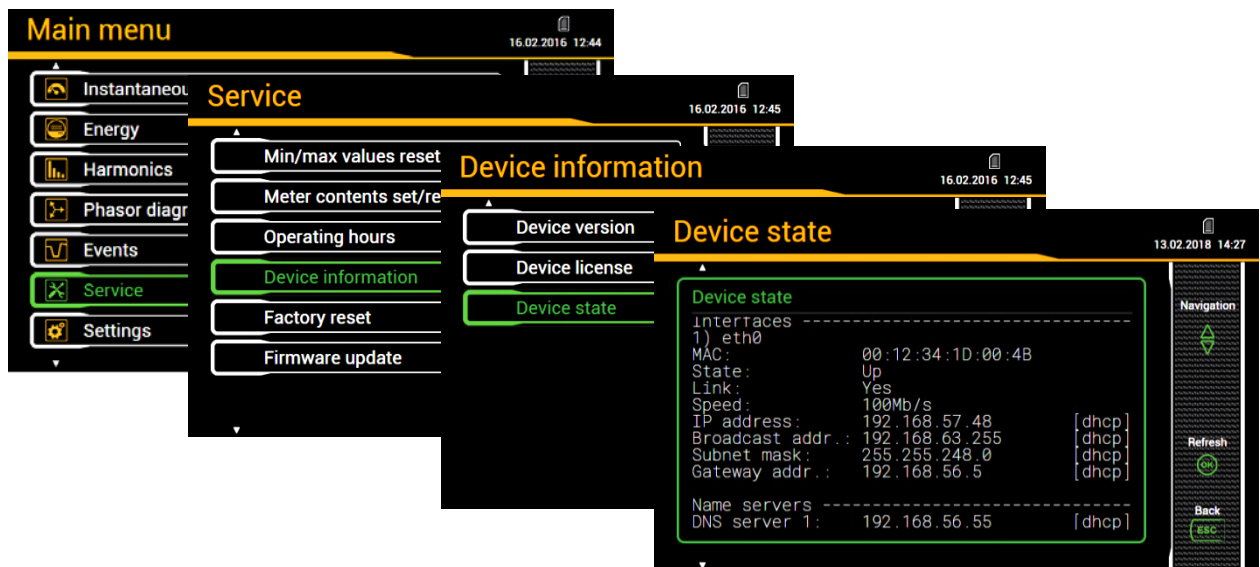 Main menu
16.02.2016 12:44
Instantaneou
Energy
Harmonics
Phasor diagr
Events
Service
Settings
Service
16.02.2016 12:45
Min/max values reset
Meter contents set/re
Operating hours
Device information
Factory reset
Firmware update
Device information
16.02.2016 12:45
Device version
Device license
Device state
Device state
13.02.2018 14:27
Device state
Interfaces ----------------------------
1) eth0
MAC: 00:12:34:1D:00:4B
State: Up
Link: Yes
Speed: 100Mb/s
IP address: 192.168.57.48 [dhcp]
Broadcast addr.: 192.168.63.255 [dhcp]
Subnet mask: 255.255.248.0 [dhcp]
Gateway addr.: 192.168.56.5 [dhcp]
Name servers --------------------------
DNS server 1: 192.168.56.55 [dhcp]
Navigation
Refresh
OK
Back
ESC